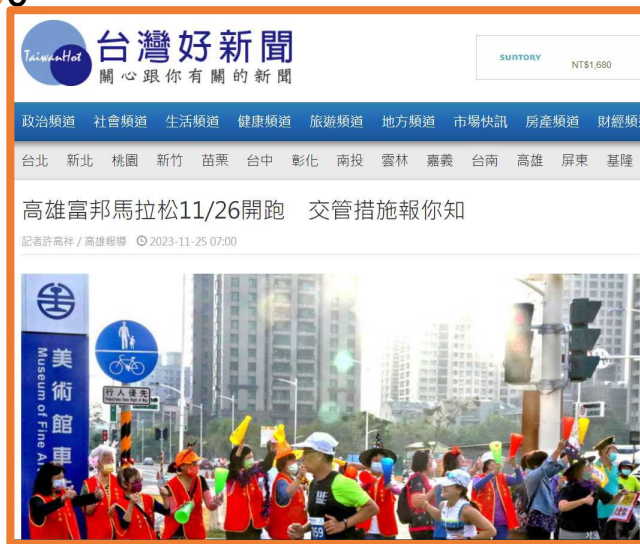 TaiwanHot
台灣好新聞
關心跟你有關的新聞
SUNTORY
NT$1,680
政治頻道 社會頻道 生活頻道 健康頻道 旅遊頻道 地方頻道 市場快訊 房產頻道 財經頻
台北 新北 桃園 新竹 苗栗 台中 彰化 南投 雲林 嘉義 台南 高雄 屏東 基隆
高雄富邦馬拉松11/26開跑 交管措施報你知
記者許高祥 / 高雄報導 2023-11-25 07:00
美術館車
Museum of Fine A
行人優先